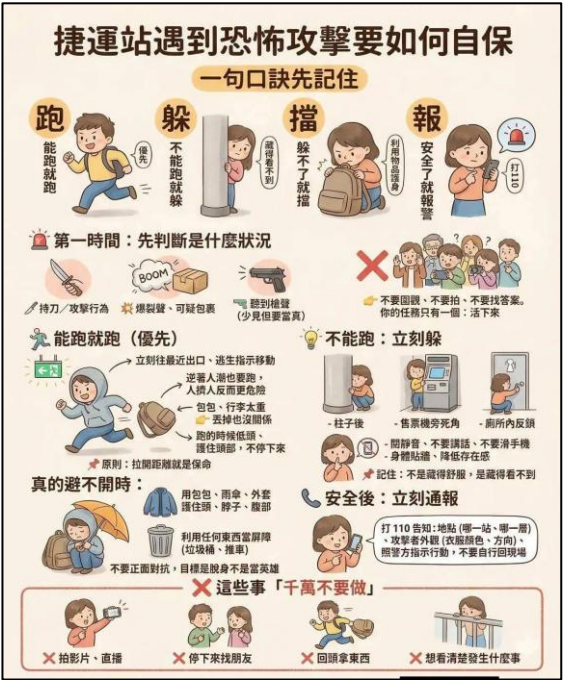 捷運站遇到恐怖攻擊要如何自保
一句口訣先記住
跑
能跑就跑
優先
躲
不能跑就躲
藏得看不到
擋
躲不了就擋
利用物品護身
報
安全了就報警
打110
第一時間：先判斷是什麼狀況
持刀／攻擊行為
BOOM
爆裂聲、可疑包裹
聽到槍聲
(少見但要當真)
不要圍觀、不要拍、不要找答案。
你的任務只有一個：活下來
能跑就跑（優先）
立刻往最近出口、逃生指示移動
逆著人潮也要跑，
人擠人反而更危險
包包、行李太重
丟掉也沒關係
跑的時候低頭、
護住頭部，不停下來
原則：拉開距離就是保命
不能跑：立刻躲
- 柱子後
- 售票機旁死角
- 廁所內反鎖
- 開靜音、不要講話、不要滑手機
- 身體貼牆、降低存在感
記住：不是藏得舒服，是藏得看不到
真的避不開時：
用包包、雨傘、外套
護住頭、脖子、腹部
利用任何東西當屏障
(垃圾桶、推車)
不要正面對抗，目標是脫身不是當英雄
安全後：立刻通報
打 110 告知：地點 (哪一站、哪一層)
、攻擊者外觀 (衣服顏色、方向)、
照警方指示行動，不要自行回現場
這些事「千萬不要做」
拍影片、直播
停下來找朋友
回頭拿東西
想看清楚發生什麼事